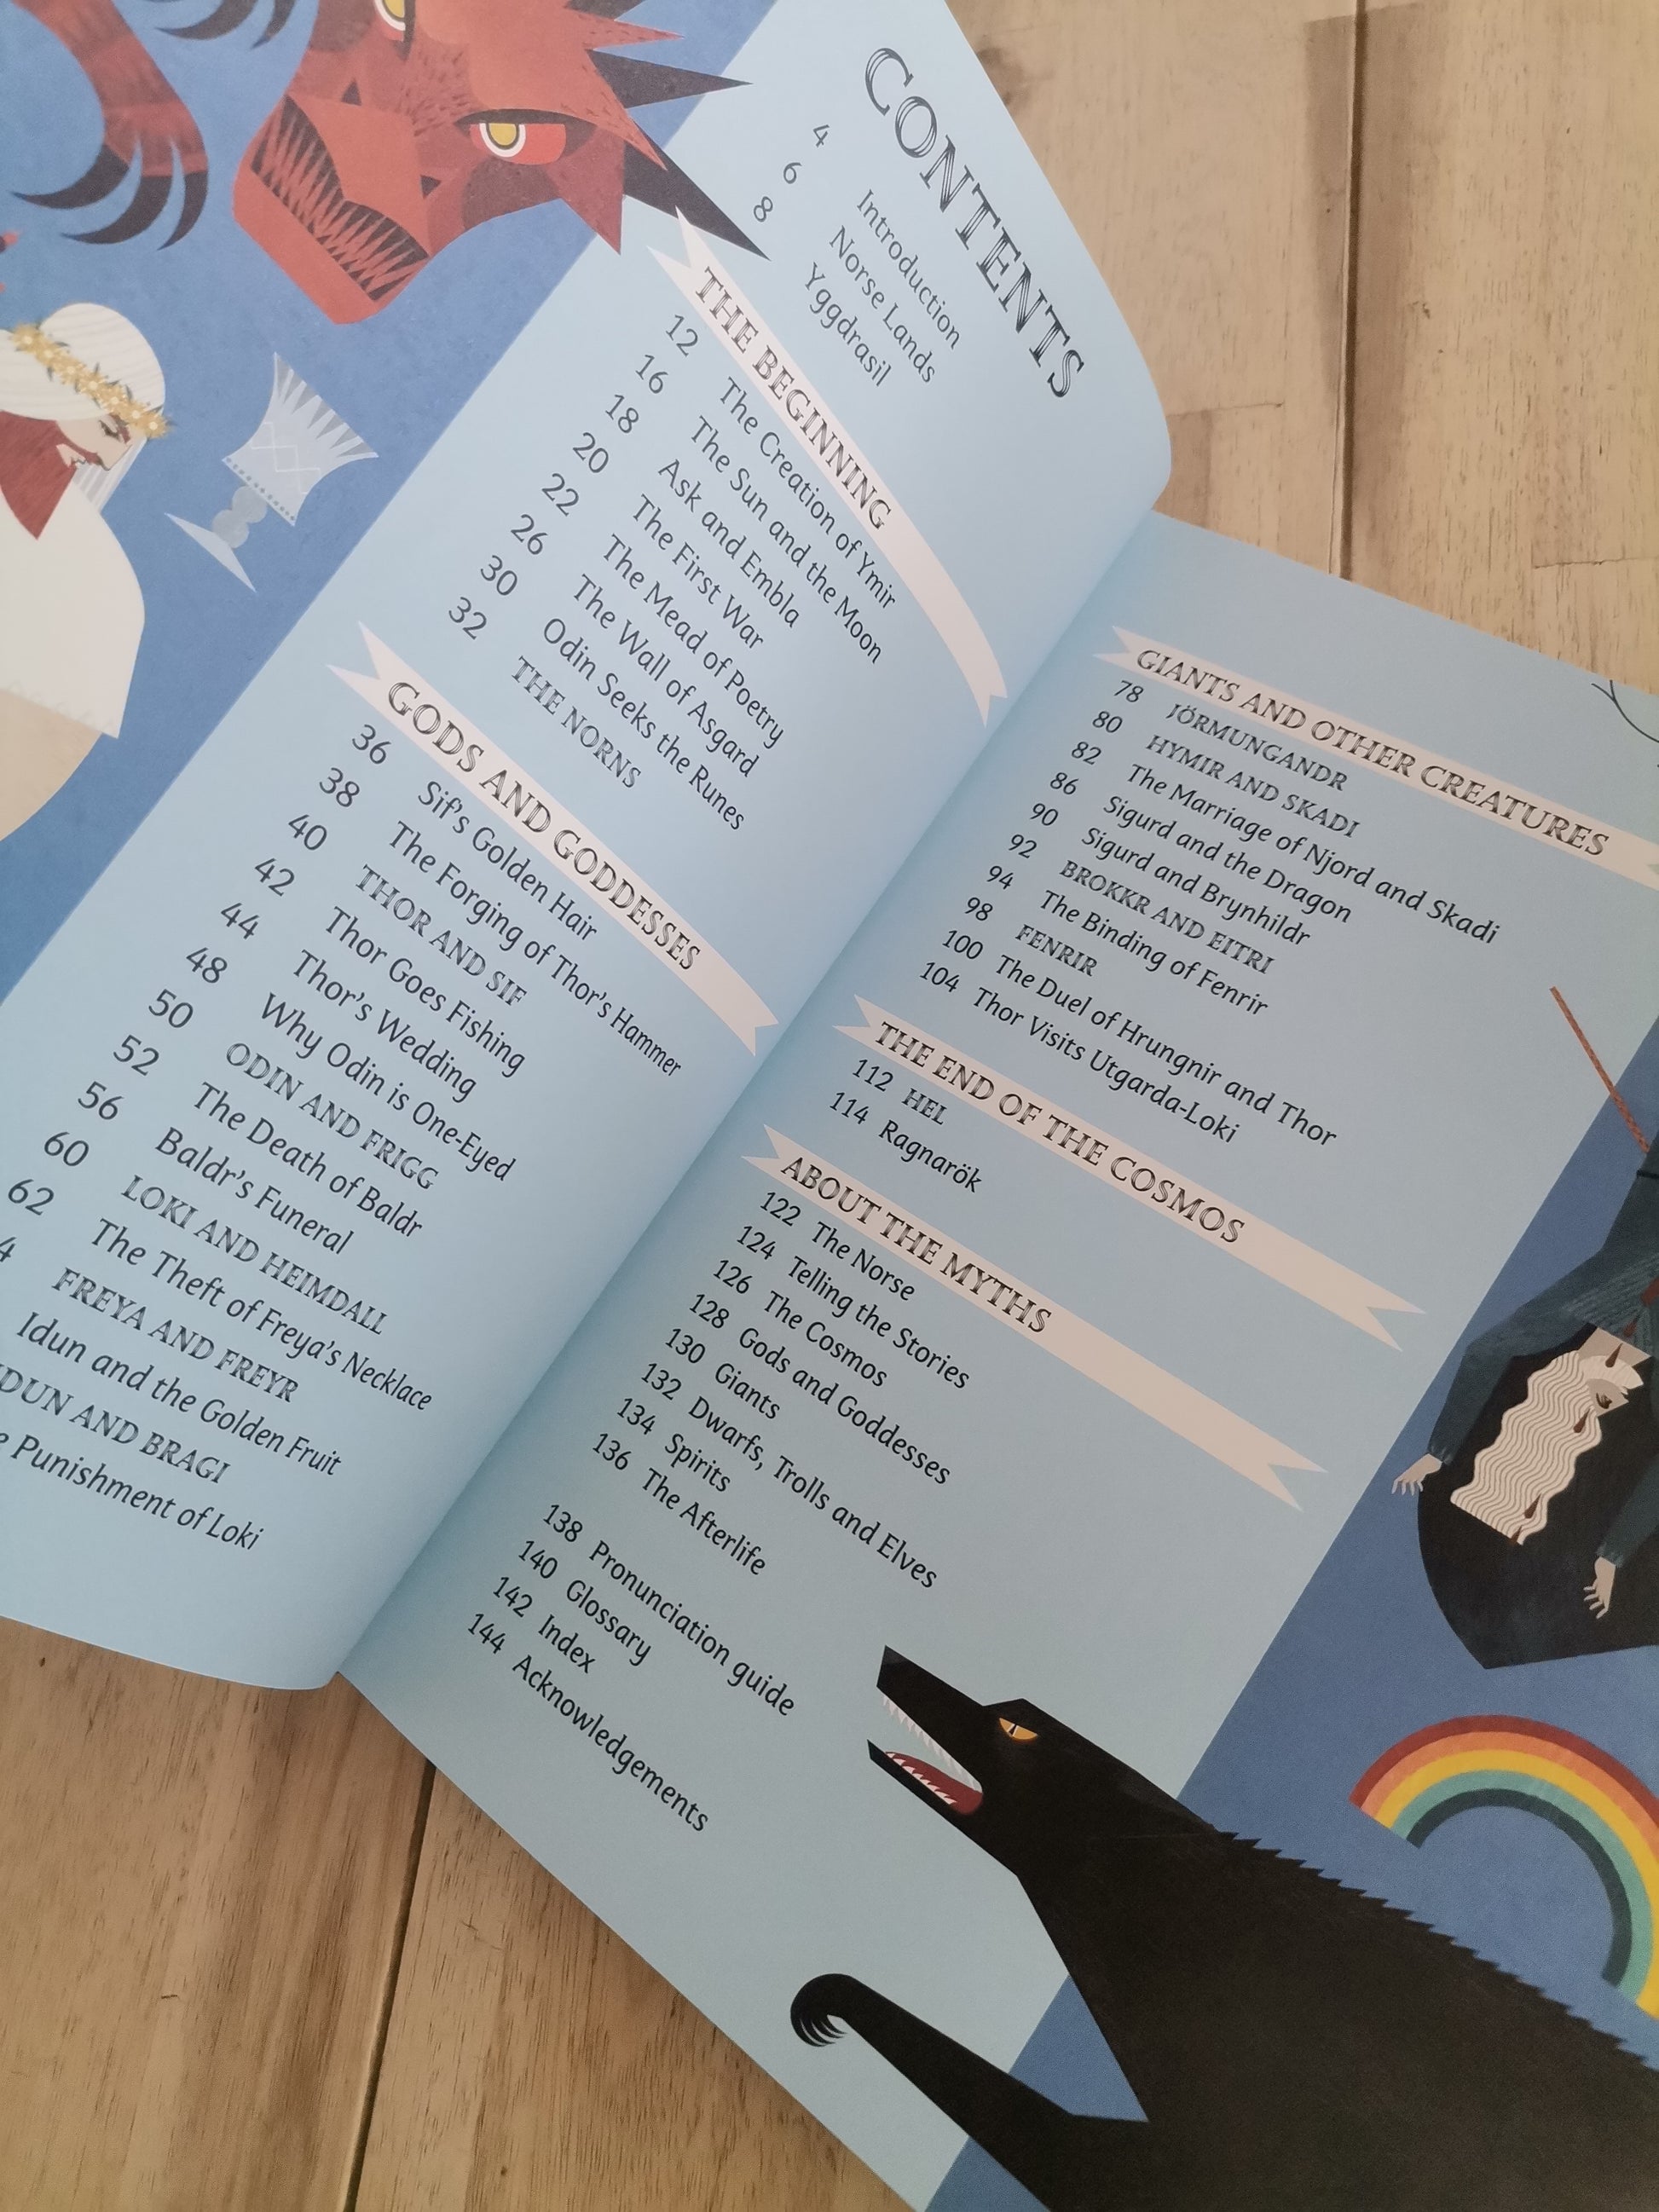 CONTENTS
4 Introduction
6 Norse Lands
8 Yggdrasil
THE BEGINNING
12 The Creation of Ymir
16 The Sun and the Moon
18 Ask and Embla
20 The First War
22 The Mead of Poetry
26 The Wall of Asgard
30 Odin Seeks the Runes
32 THE NORNS
GODS AND GODDESSES
36 Sif's Golden Hair
38 The Forging of Thor's Hammer
40 THOR AND SIF
42 Thor Goes Fishing
44 Thor's Wedding
48 Why Odin is One-Eyed
50 ODIN AND FRIGG
52 The Death of Baldr
56 Baldr's Funeral
60 LOKI AND HEIMDALL
62 The Theft of Freya's Necklace
FREYA AND FREYR
Idun and the Golden Fruit
AND BRAGI
Punishment of Loki
GIANTS AND OTHER CREATURES
78 JÖRMUNGANDR
80 HYMIR AND SKADI
82 The Marriage of Njord and Skadi
86 Sigurd and the Dragon
90 Sigurd and Brynhildr
92 BROKKR AND EITRI
94 The Binding of Fenrir
98 FENRIR
100 The Duel of Hrungnir and Thor
104 Thor Visits Utgarda-Loki
THE END OF THE COSMOS
112 HEL
114 Ragnarök
ABOUT THE MYTHS
122 The Norse
124 Telling the Stories
126 The Cosmos
128 Gods and Goddesses
130 Giants
132 Dwarfs, Trolls and Elves
134 Spirits
136 The Afterlife
138 Pronunciation guide
140 Glossary
142 Index
144 Acknowledgements